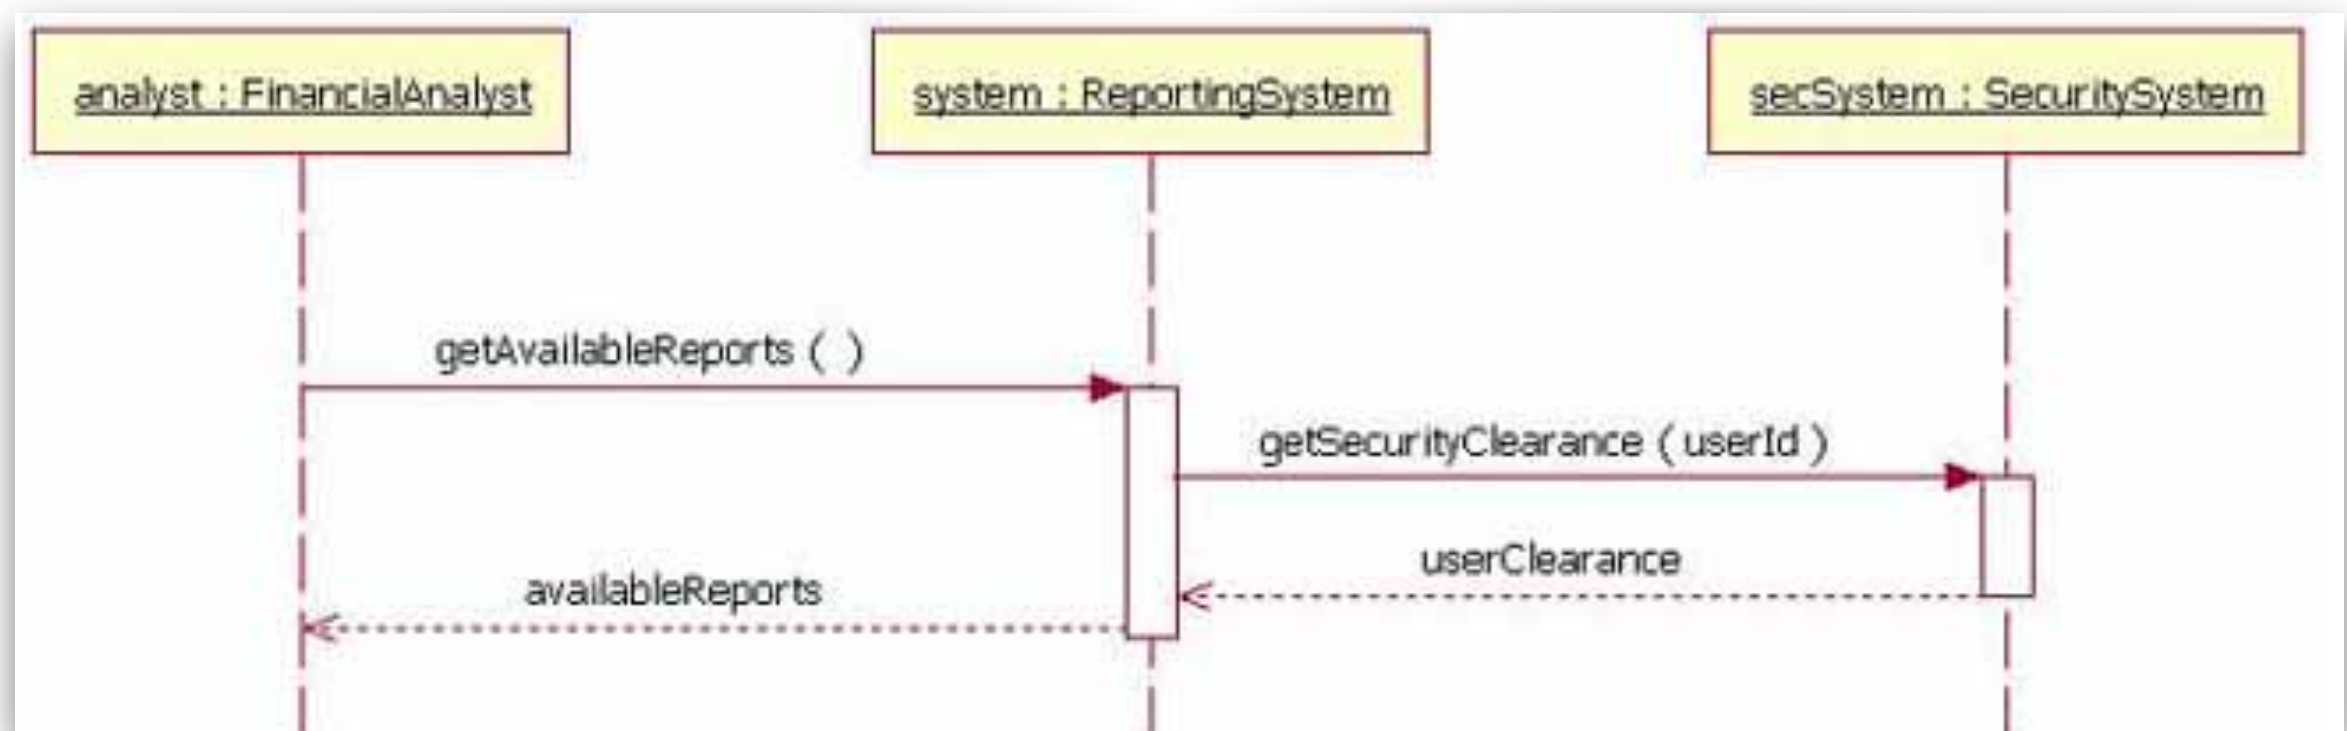 analyst : FinancialAnalyst
system : ReportingSystem
secSystem : SecuritySystem
getAvailableReports ( )
getSecurityClearance ( userId )
userClearance
availableReports